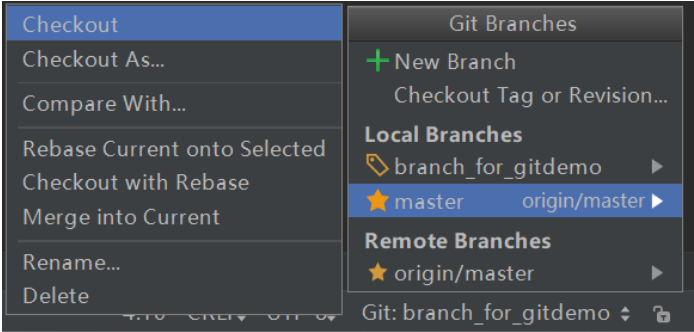 Checkout
Checkout As...
Compare With...
Rebase Current onto Selected
Checkout with Rebase
Merge into Current
Rename...
Delete
Git Branches
New Branch
Checkout Tag or Revision...
Local Branches
branch_for_gitdemo
master origin/master
Remote Branches
origin/master
Git: branch_for_gitdemo